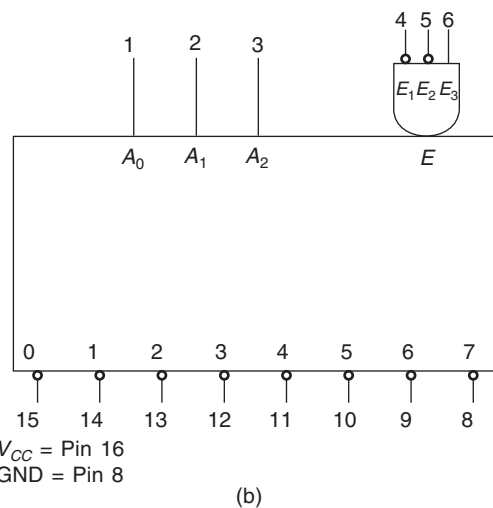 4 5 6
1 2 3
E1 E2 E3
A0 A1 A2 E
0 1 2 3 4 5 6 7
15 14 13 12 11 10 9 8
VCC = Pin 16
GND = Pin 8
(b)